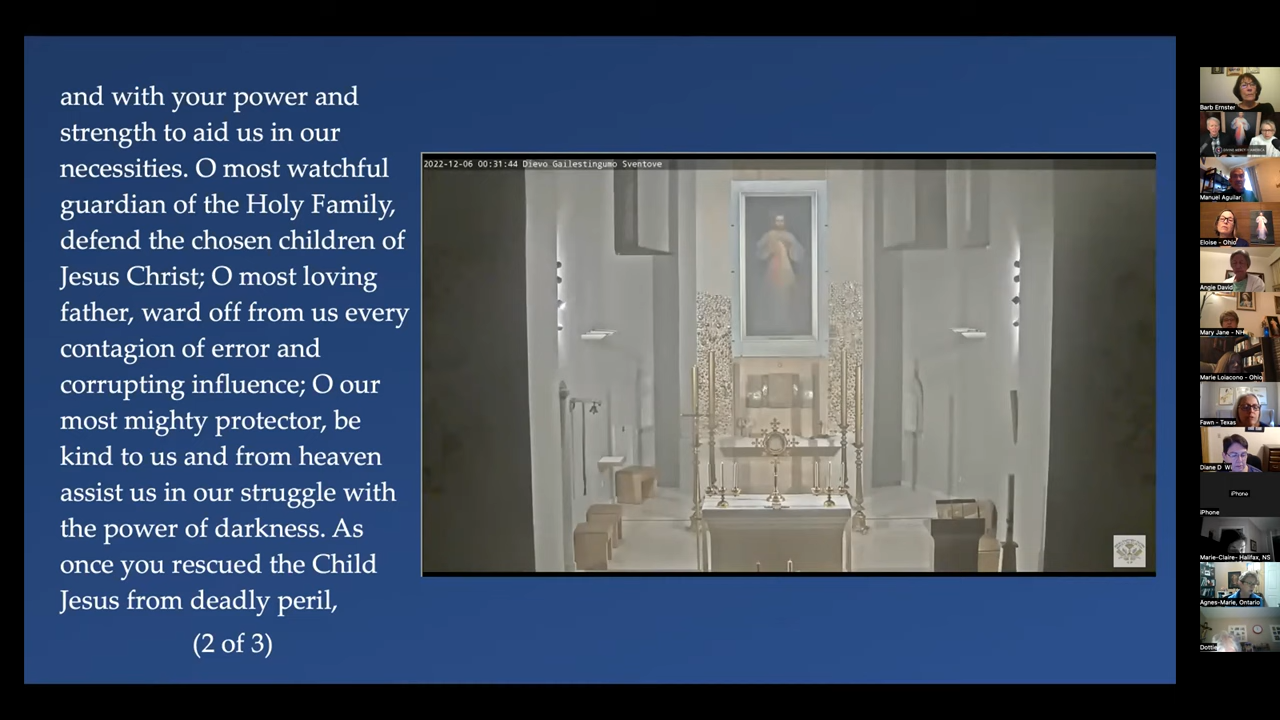 and with your power and
strength to aid us in our
necessities. O most watchful
guardian of the Holy Family,
defend the chosen children of
Jesus Christ; O most loving
father, ward off from us every
contagion of error and
corrupting influence; O our
most mighty protector, be
kind to us and from heaven
assist us in our struggle with
the power of darkness. As
once you rescued the Child
Jesus from deadly peril,
(2 of 3)
2022-12-06 00:31:44 Dievo Gailestingumo Sventove
Barb Ernster
Manuel Aguilar
Eloise - Ohio
Angie David
Mary Jane - NH
Marie Loiacono - Ohio
Fawn - Texas
Diane D
iPhone
iPhone
Marie-Claire- Halifax, NS
Agnes-Marie, Ontario
Dottie